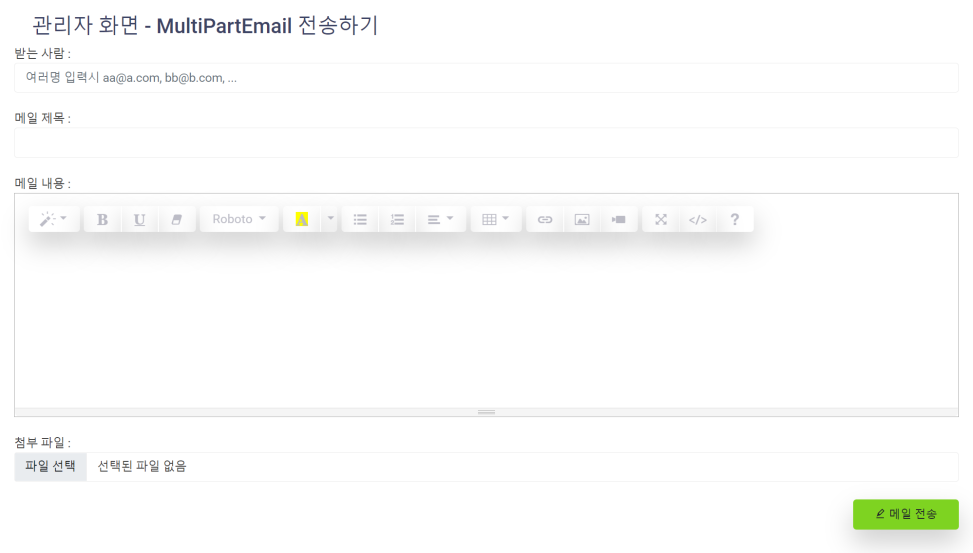 관리자 화면 - MultiPartEmail 전송하기
받는 사람 :
여러명 입력시 aa@a.com, bb@b.com, ...
메일 제목 :
메일 내용 :
B U Roboto A </> ?
첨부 파일 :
파일 선택 선택된 파일 없음
메일 전송